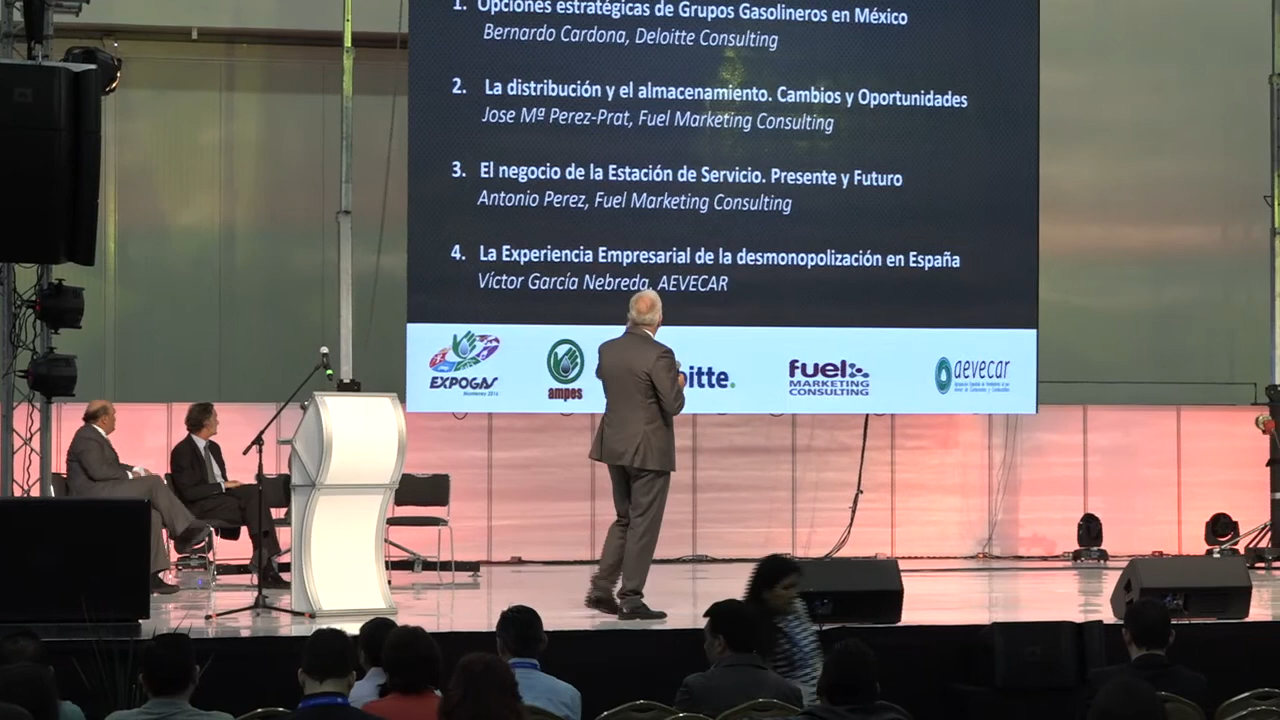 1. Opciones estratégicas de Grupos Gasolineros en México
Bernardo Cardona, Deloitte Consulting
2. La distribución y el almacenamiento. Cambios y Oportunidades
Jose Mª Perez-Prat, Fuel Marketing Consulting
3. El negocio de la Estación de Servicio. Presente y Futuro
Antonio Perez, Fuel Marketing Consulting
4. La Experiencia Empresarial de la desmonopolización en España
Víctor García Nebreda, AEVECAR
EXPOGAS
Monterrey 2016
ampes
oitte.
fuel
MARKETING
CONSULTING
aevecar